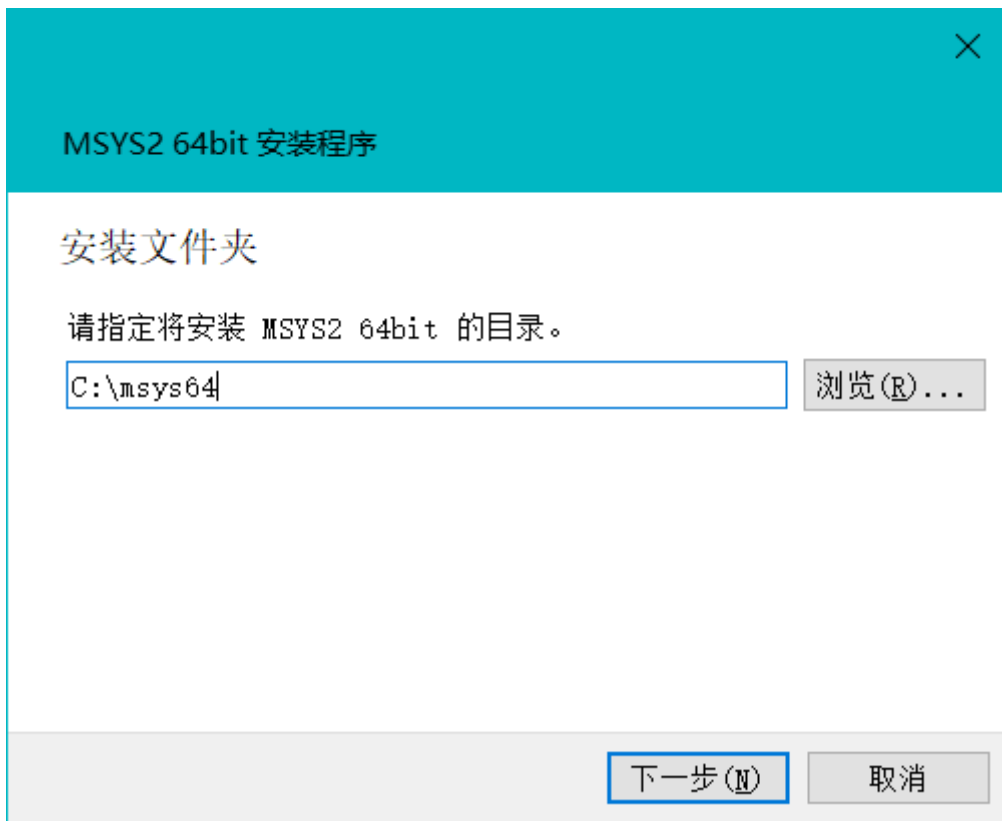 MSYS2 64bit 安装程序
安装文件夹
请指定将安装 MSYS2 64bit 的目录。
C:\msys64
浏览(R)...
下一步(N)
取消